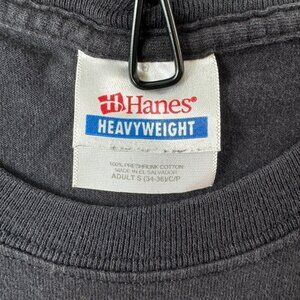 Hanes®
HEAVYWEIGHT
100% PRESHRUNK COTTON
MADE IN EL SALVADOR
ADULT S (34-36)/C/P